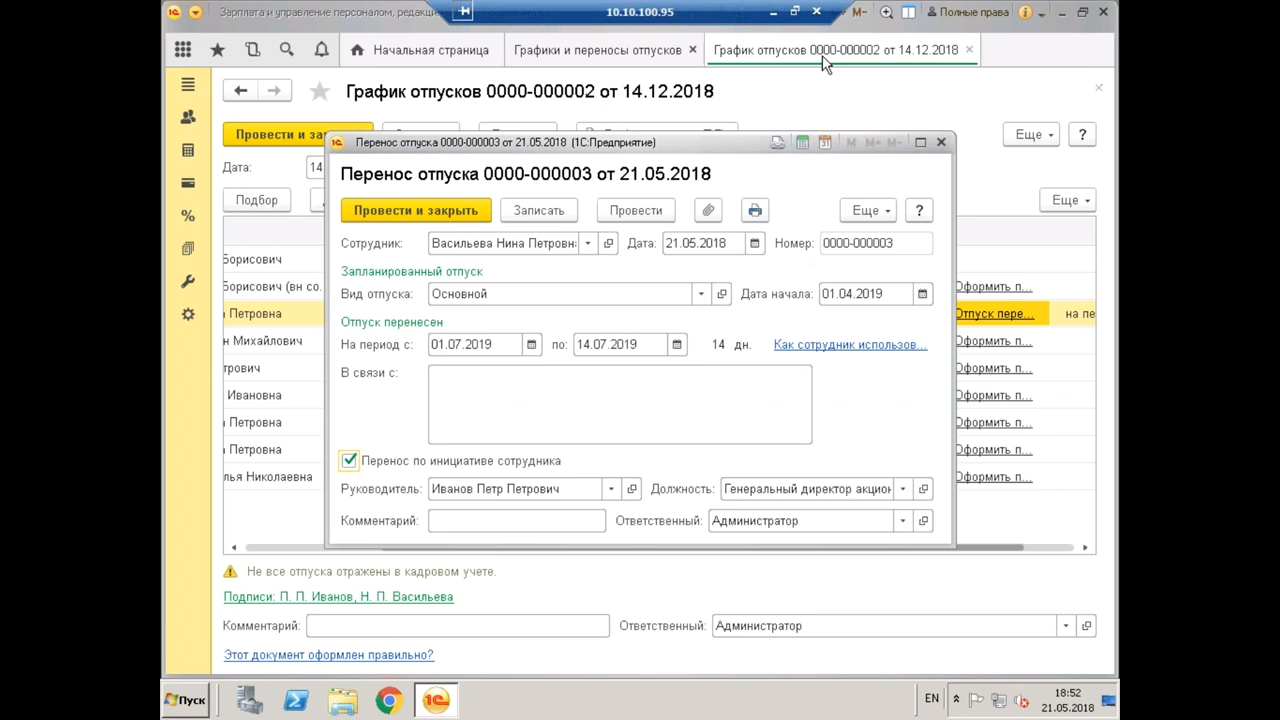 Зарплата и управление персоналом, редакц
10.10.100.95
M-
Полные права
Начальная страница
Графики и переносы отпусков
График отпусков 0000-000002 от 14.12.2018
График отпусков 0000-000002 от 14.12.2018
Провести и за
Еще
?
Дата:
14
Подбор
Еще
Борисович
Борисович (вн со.
Оформить п...
Петровна
Отпуск пере...
на пе
н Михайлович
Оформить п...
трович
Оформить п...
Ивановна
Оформить п...
Петровна
Оформить п...
Петровна
Оформить п...
лья Николаевна
Оформить п...
Перенос отпуска 0000-000003 от 21.05.2018 (1С:Предприятие)
M M+ M-
Перенос отпуска 0000-000003 от 21.05.2018
Провести и закрыть
Записать
Провести
Еще
?
Сотрудник:
Васильева Нина Петровн
Дата:
21.05.2018
Номер:
0000-000003
Запланированный отпуск
Вид отпуска:
Основной
Дата начала:
01.04.2019
Отпуск перенесен
На период с:
01.07.2019
по:
14.07.2019
14 дн.
Как сотрудник использов...
В связи с:
Перенос по инициативе сотрудника
Руководитель:
Иванов Петр Петрович
Должность:
Генеральный директор акцион
Комментарий:
Ответственный:
Администратор
Не все отпуска отражены в кадровом учете.
Подписи: П. П. Иванов, Н. П. Васильева
Комментарий:
Ответственный:
Администратор
Этот документ оформлен правильно?
Пуск
EN
18:52
21.05.2018